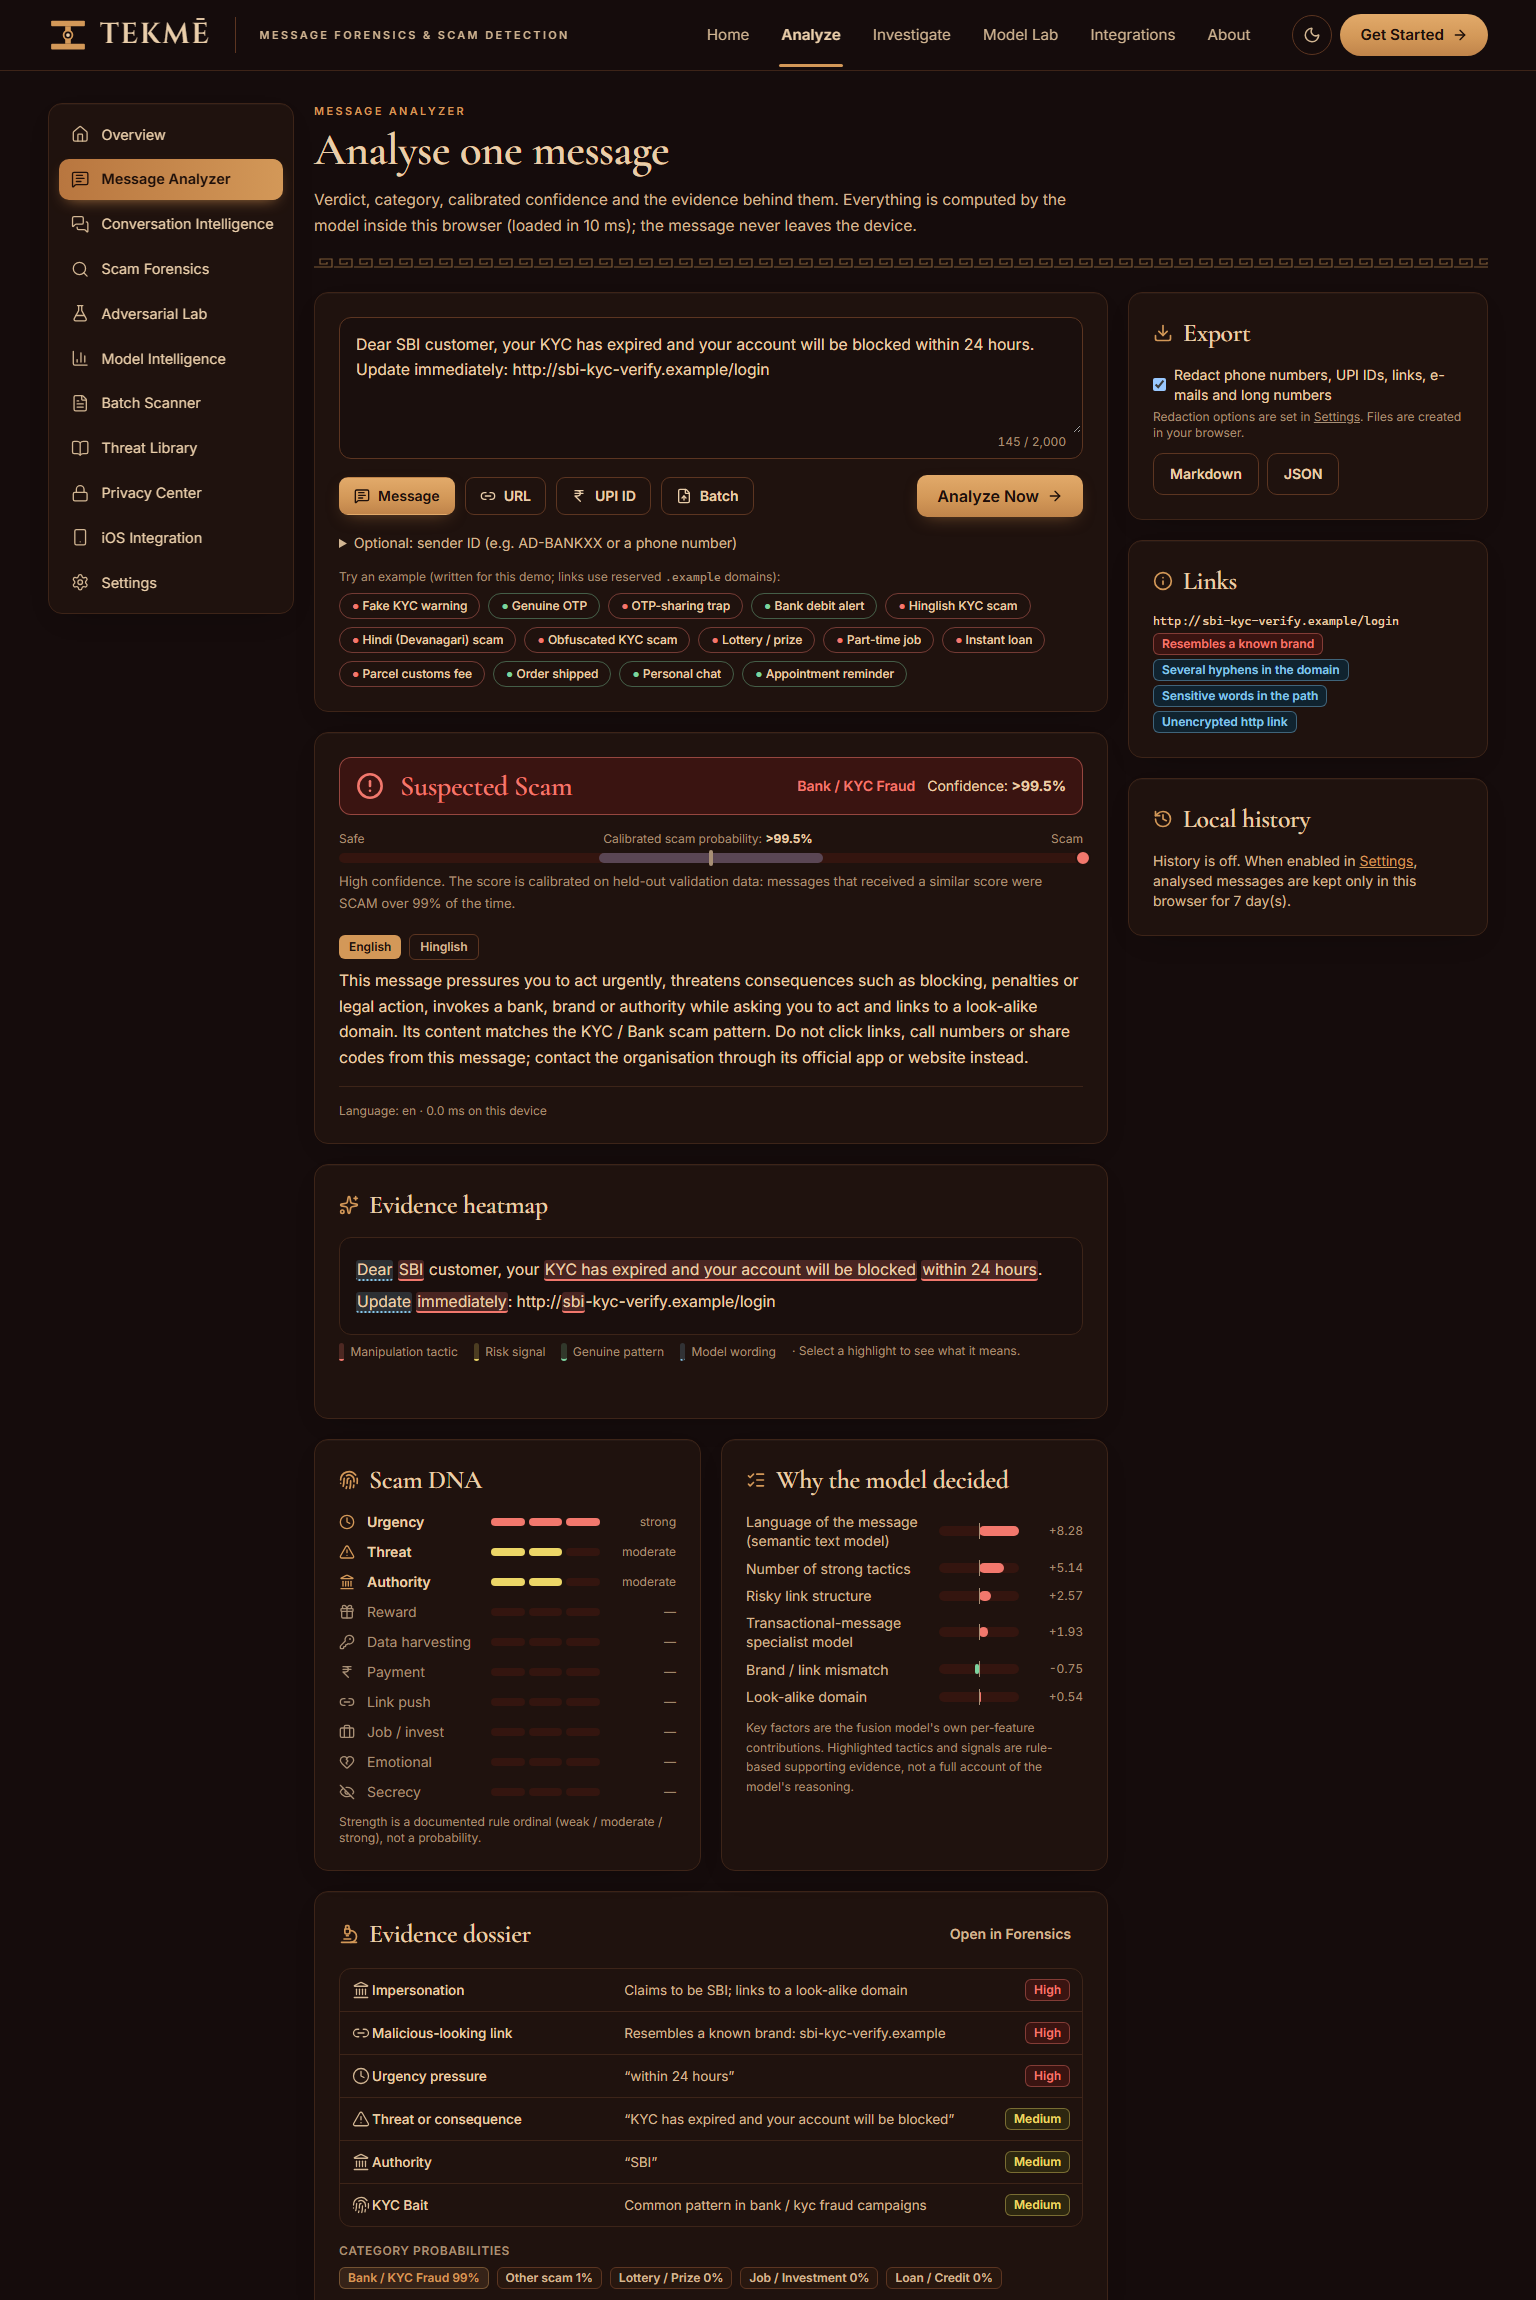 TEKMĒ
MESSAGE FORENSICS & SCAM DETECTION
Home
Analyze
Investigate
Model Lab
Integrations
About
Get Started
Overview
Message Analyzer
Conversation Intelligence
Scam Forensics
Adversarial Lab
Model Intelligence
Batch Scanner
Threat Library
Privacy Center
iOS Integration
Settings
MESSAGE ANALYZER
Analyse one message
Verdict, category, calibrated confidence and the evidence behind them. Everything is computed by the
model inside this browser (loaded in 10 ms); the message never leaves the device.
Dear SBI customer, your KYC has expired and your account will be blocked within 24 hours.
Update immediately: http://sbi-kyc-verify.example/login
145 / 2,000
Message
URL
UPI ID
Batch
Analyze Now
Optional: sender ID (e.g. AD-BANKXX or a phone number)
Try an example (written for this demo; links use reserved .example domains):
Fake KYC warning
Genuine OTP
OTP-sharing trap
Bank debit alert
Hinglish KYC scam
Hindi (Devanagari) scam
Obfuscated KYC scam
Lottery / prize
Part-time job
Instant loan
Parcel customs fee
Order shipped
Personal chat
Appointment reminder
Suspected Scam
Bank / KYC Fraud
Confidence: >99.5%
Safe
Calibrated scam probability: >99.5%
Scam
High confidence. The score is calibrated on held-out validation data: messages that received a similar score were
SCAM over 99% of the time.
English
Hinglish
This message pressures you to act urgently, threatens consequences such as blocking, penalties or
legal action, invokes a bank, brand or authority while asking you to act and links to a look-alike
domain. Its content matches the KYC / Bank scam pattern. Do not click links, call numbers or share
codes from this message; contact the organisation through its official app or website instead.
Language: en · 0.0 ms on this device
Evidence heatmap
Dear SBI customer, your KYC has expired and your account will be blocked within 24 hours.
Update immediately: http://sbi-kyc-verify.example/login
Manipulation tactic
Risk signal
Genuine pattern
Model wording
· Select a highlight to see what it means.
Scam DNA
Urgency
strong
Threat
moderate
Authority
moderate
Reward
—
Data harvesting
—
Payment
—
Link push
—
Job / invest
—
Emotional
—
Secrecy
—
Strength is a documented rule ordinal (weak / moderate /
strong), not a probability.
Why the model decided
Language of the message
(semantic text model)
+8.28
Number of strong tactics
+5.14
Risky link structure
+2.57
Transactional-message
specialist model
+1.93
Brand / link mismatch
-0.75
Look-alike domain
+0.54
Key factors are the fusion model's own per-feature
contributions. Highlighted tactics and signals are rule-
based supporting evidence, not a full account of the
model's reasoning.
Evidence dossier
Open in Forensics
Impersonation
Claims to be SBI; links to a look-alike domain
High
Malicious-looking link
Resembles a known brand: sbi-kyc-verify.example
High
Urgency pressure
“within 24 hours”
High
Threat or consequence
“KYC has expired and your account will be blocked”
Medium
Authority
“SBI”
Medium
KYC Bait
Common pattern in bank / kyc fraud campaigns
Medium
CATEGORY PROBABILITIES
Bank / KYC Fraud 99%
Other scam 1%
Lottery / Prize 0%
Job / Investment 0%
Loan / Credit 0%
Export
Redact phone numbers, UPI IDs, links, e-
mails and long numbers
Redaction options are set in Settings. Files are created
in your browser.
Markdown
JSON
Links
http://sbi-kyc-verify.example/login
Resembles a known brand
Several hyphens in the domain
Sensitive words in the path
Unencrypted http link
Local history
History is off. When enabled in Settings,
analysed messages are kept only in this
browser for 7 day(s).